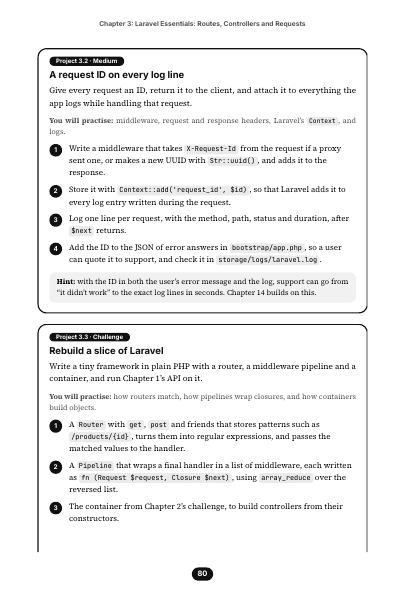 Chapter 3: Laravel Essentials: Routes, Controllers and Requests
Project 3.2 · Medium
A request ID on every log line
Give every request an ID, return it to the client, and attach it to everything the
app logs while handling that request.
You will practise: middleware, request and response headers, Laravel's Context, and
logs.
1 Write a middleware that takes X-Request-Id from the request if a proxy
sent one, or makes a new UUID with Str::uuid(), and adds it to the
response.
2 Store it with Context::add('request_id', $id), so that Laravel adds it to
every log entry written during the request.
3 Log one line per request, with the method, path, status and duration, after
$next returns.
4 Add the ID to the JSON of error answers in bootstrap/app.php, so a user
can quote it to support, and check it in storage/logs/laravel.log.
Hint: with the ID in both the user's error message and the log, support can go from
“it didn't work” to the exact log lines in seconds. Chapter 14 builds on this.
Project 3.3 · Challenge
Rebuild a slice of Laravel
Write a tiny framework in plain PHP with a router, a middleware pipeline and a
container, and run Chapter 1's API on it.
You will practise: how routers match, how pipelines wrap closures, and how containers
build objects.
1 A Router with get, post and friends that stores patterns such as
/products/{id}, turns them into regular expressions, and passes the
matched values to the handler.
2 A Pipeline that wraps a final handler in a list of middleware, each written
as fn (Request $request, Closure $next), using array_reduce over the
reversed list.
3 The container from Chapter 2's challenge, to build controllers from their
constructors.
80